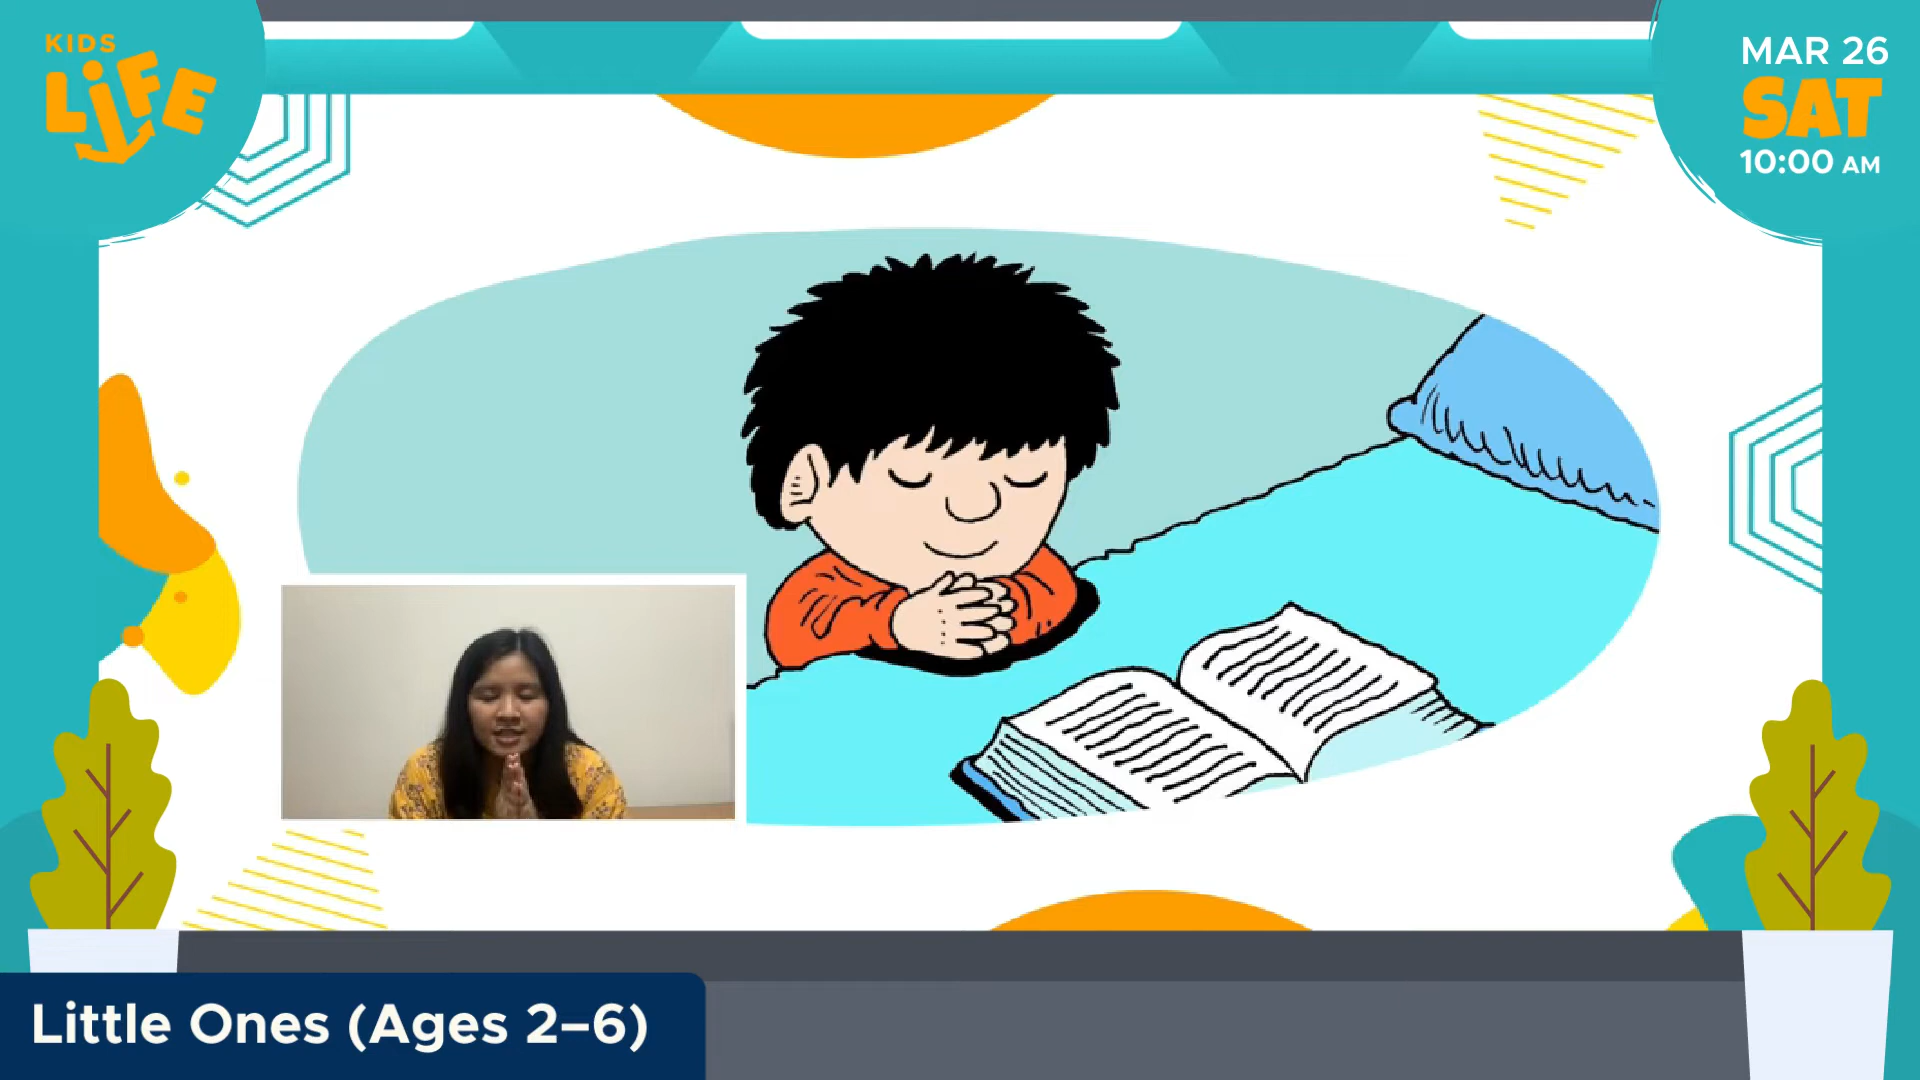 KIDS
LiFE
MAR 26
SAT
10:00 AM
Little Ones (Ages 2–6)